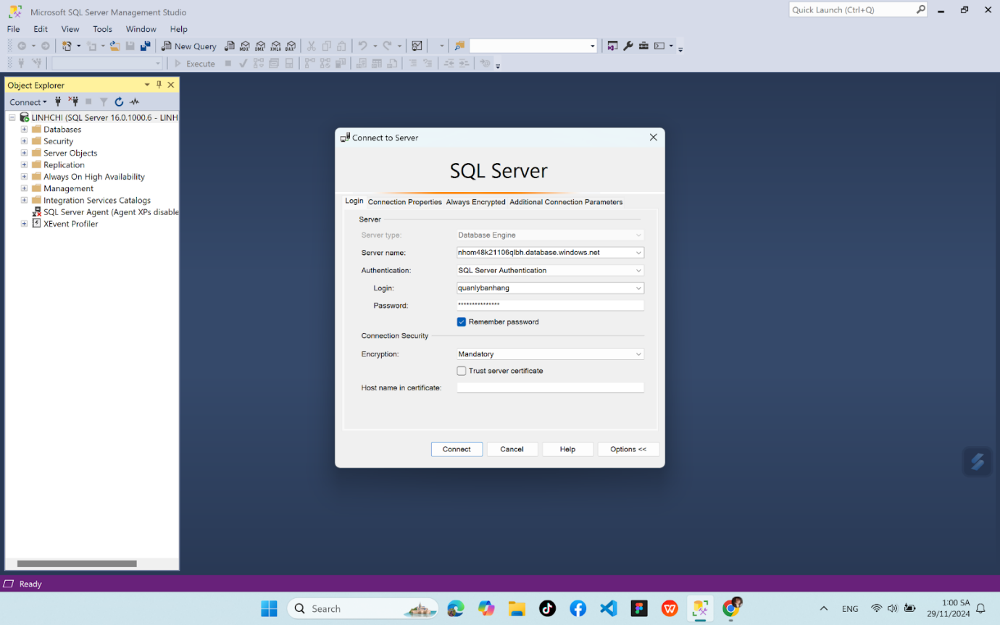 Microsoft SQL Server Management Studio
Quick Launch (Ctrl+Q)
File Edit View Tools Window Help
New Query
MDX DMX XMLA DAX
Execute
Object Explorer
Connect
LINHCHI (SQL Server 16.0.1000.6 - LINH
Databases
Security
Server Objects
Replication
Always On High Availability
Management
Integration Services Catalogs
SQL Server Agent (Agent XPs disable
XEvent Profiler
Connect to Server
SQL Server
Login Connection Properties Always Encrypted Additional Connection Parameters
Server
Server type: Database Engine
Server name: nhom48k21106qlbh.database.windows.net
Authentication: SQL Server Authentication
Login: quanlybanhang
Password: ***************
Remember password
Connection Security
Encryption: Mandatory
Trust server certificate
Host name in certificate:
Connect Cancel Help Options <<
Ready
Search
ENG
1:00 SA
29/11/2024